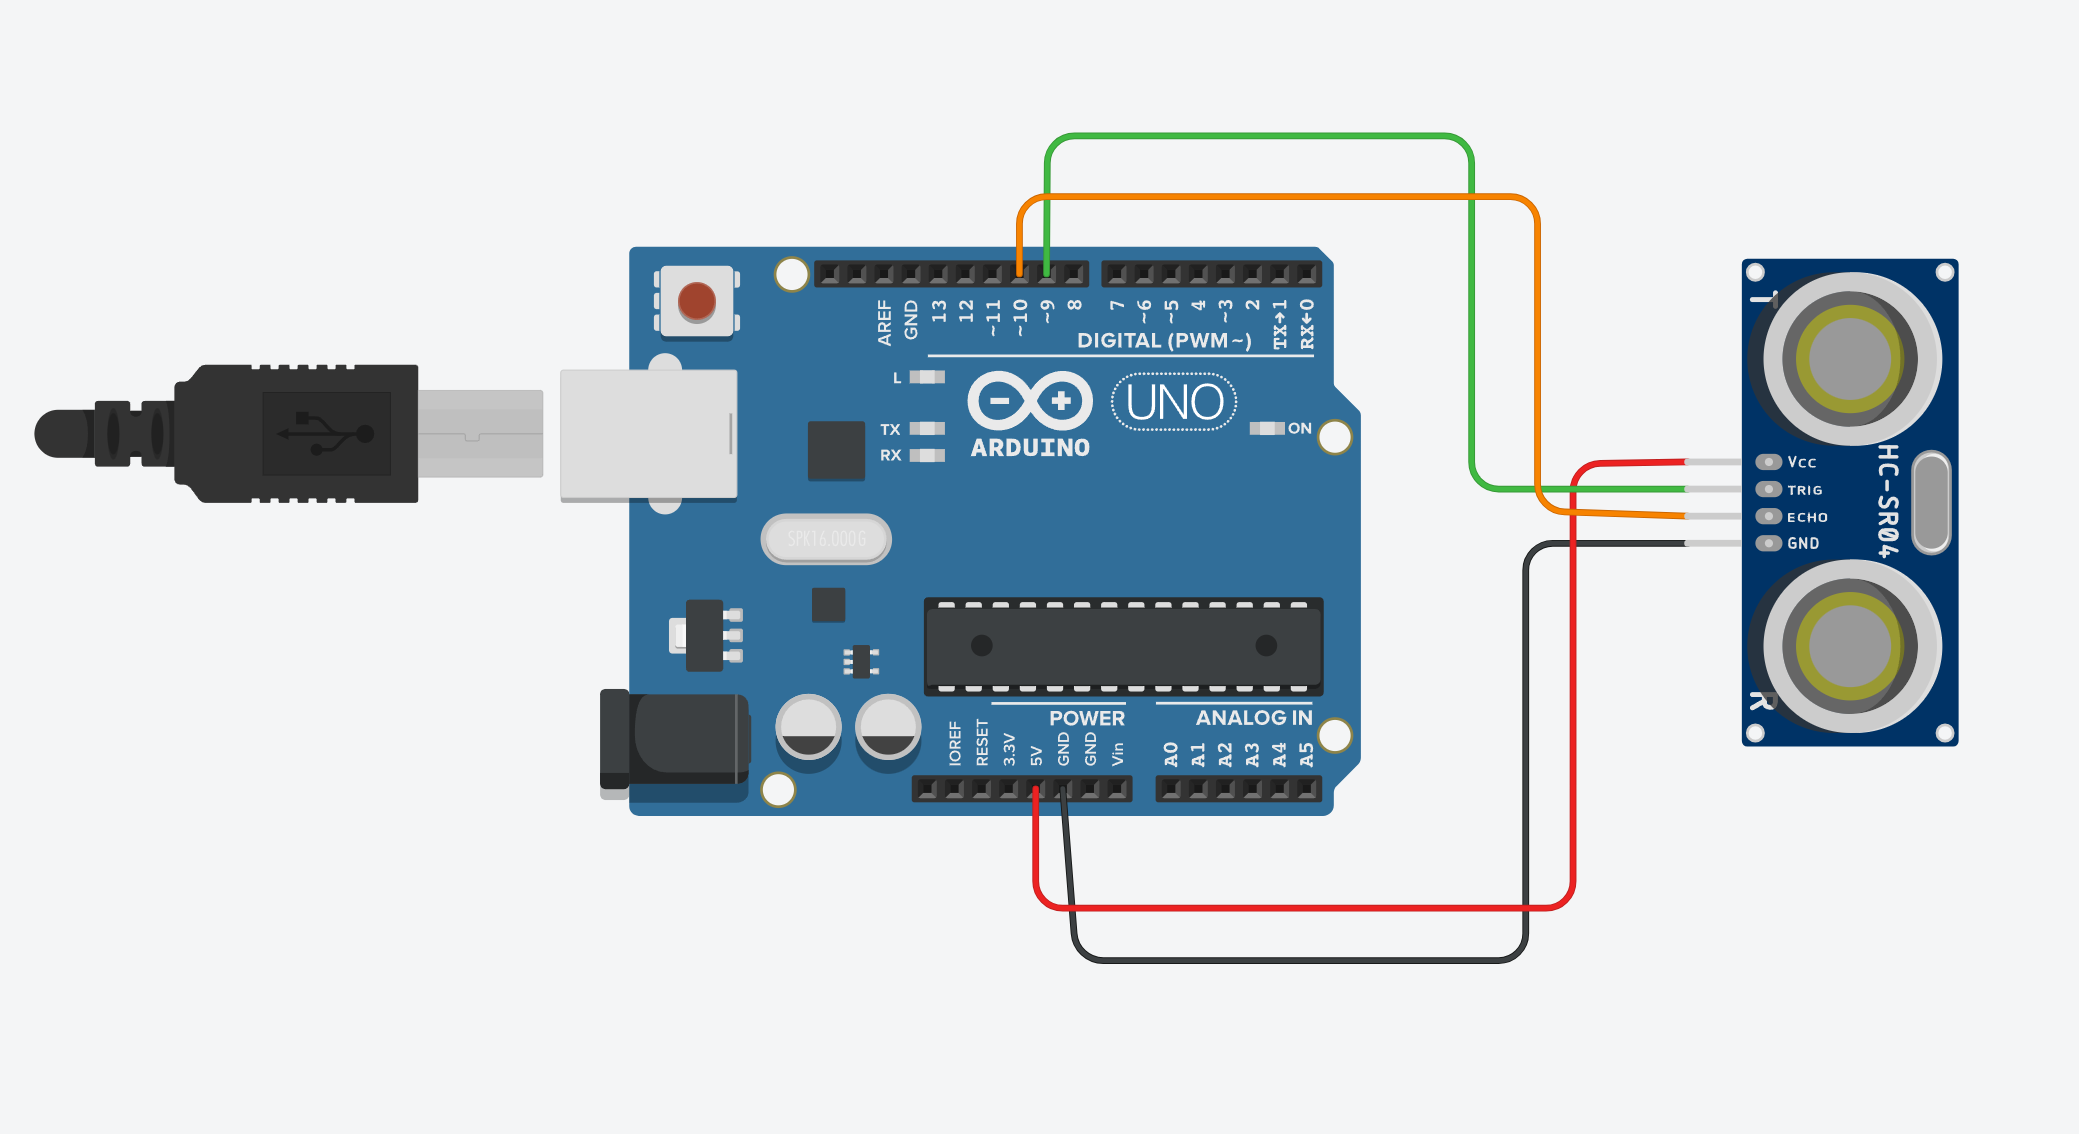 AREF
GND
13
12
~11
~10
~9
8
7
~6
~5
4
~3
2
TX→1
RX←0
DIGITAL (PWM~)
L
TX
RX
ARDUINO
UNO
ON
SPK16.000G
POWER
ANALOG IN
IOREF
RESET
3.3V
5V
GND
GND
Vin
A0
A1
A2
A3
A4
A5
T
Vcc
TRIG
ECHO
GND
HC-SR04
R